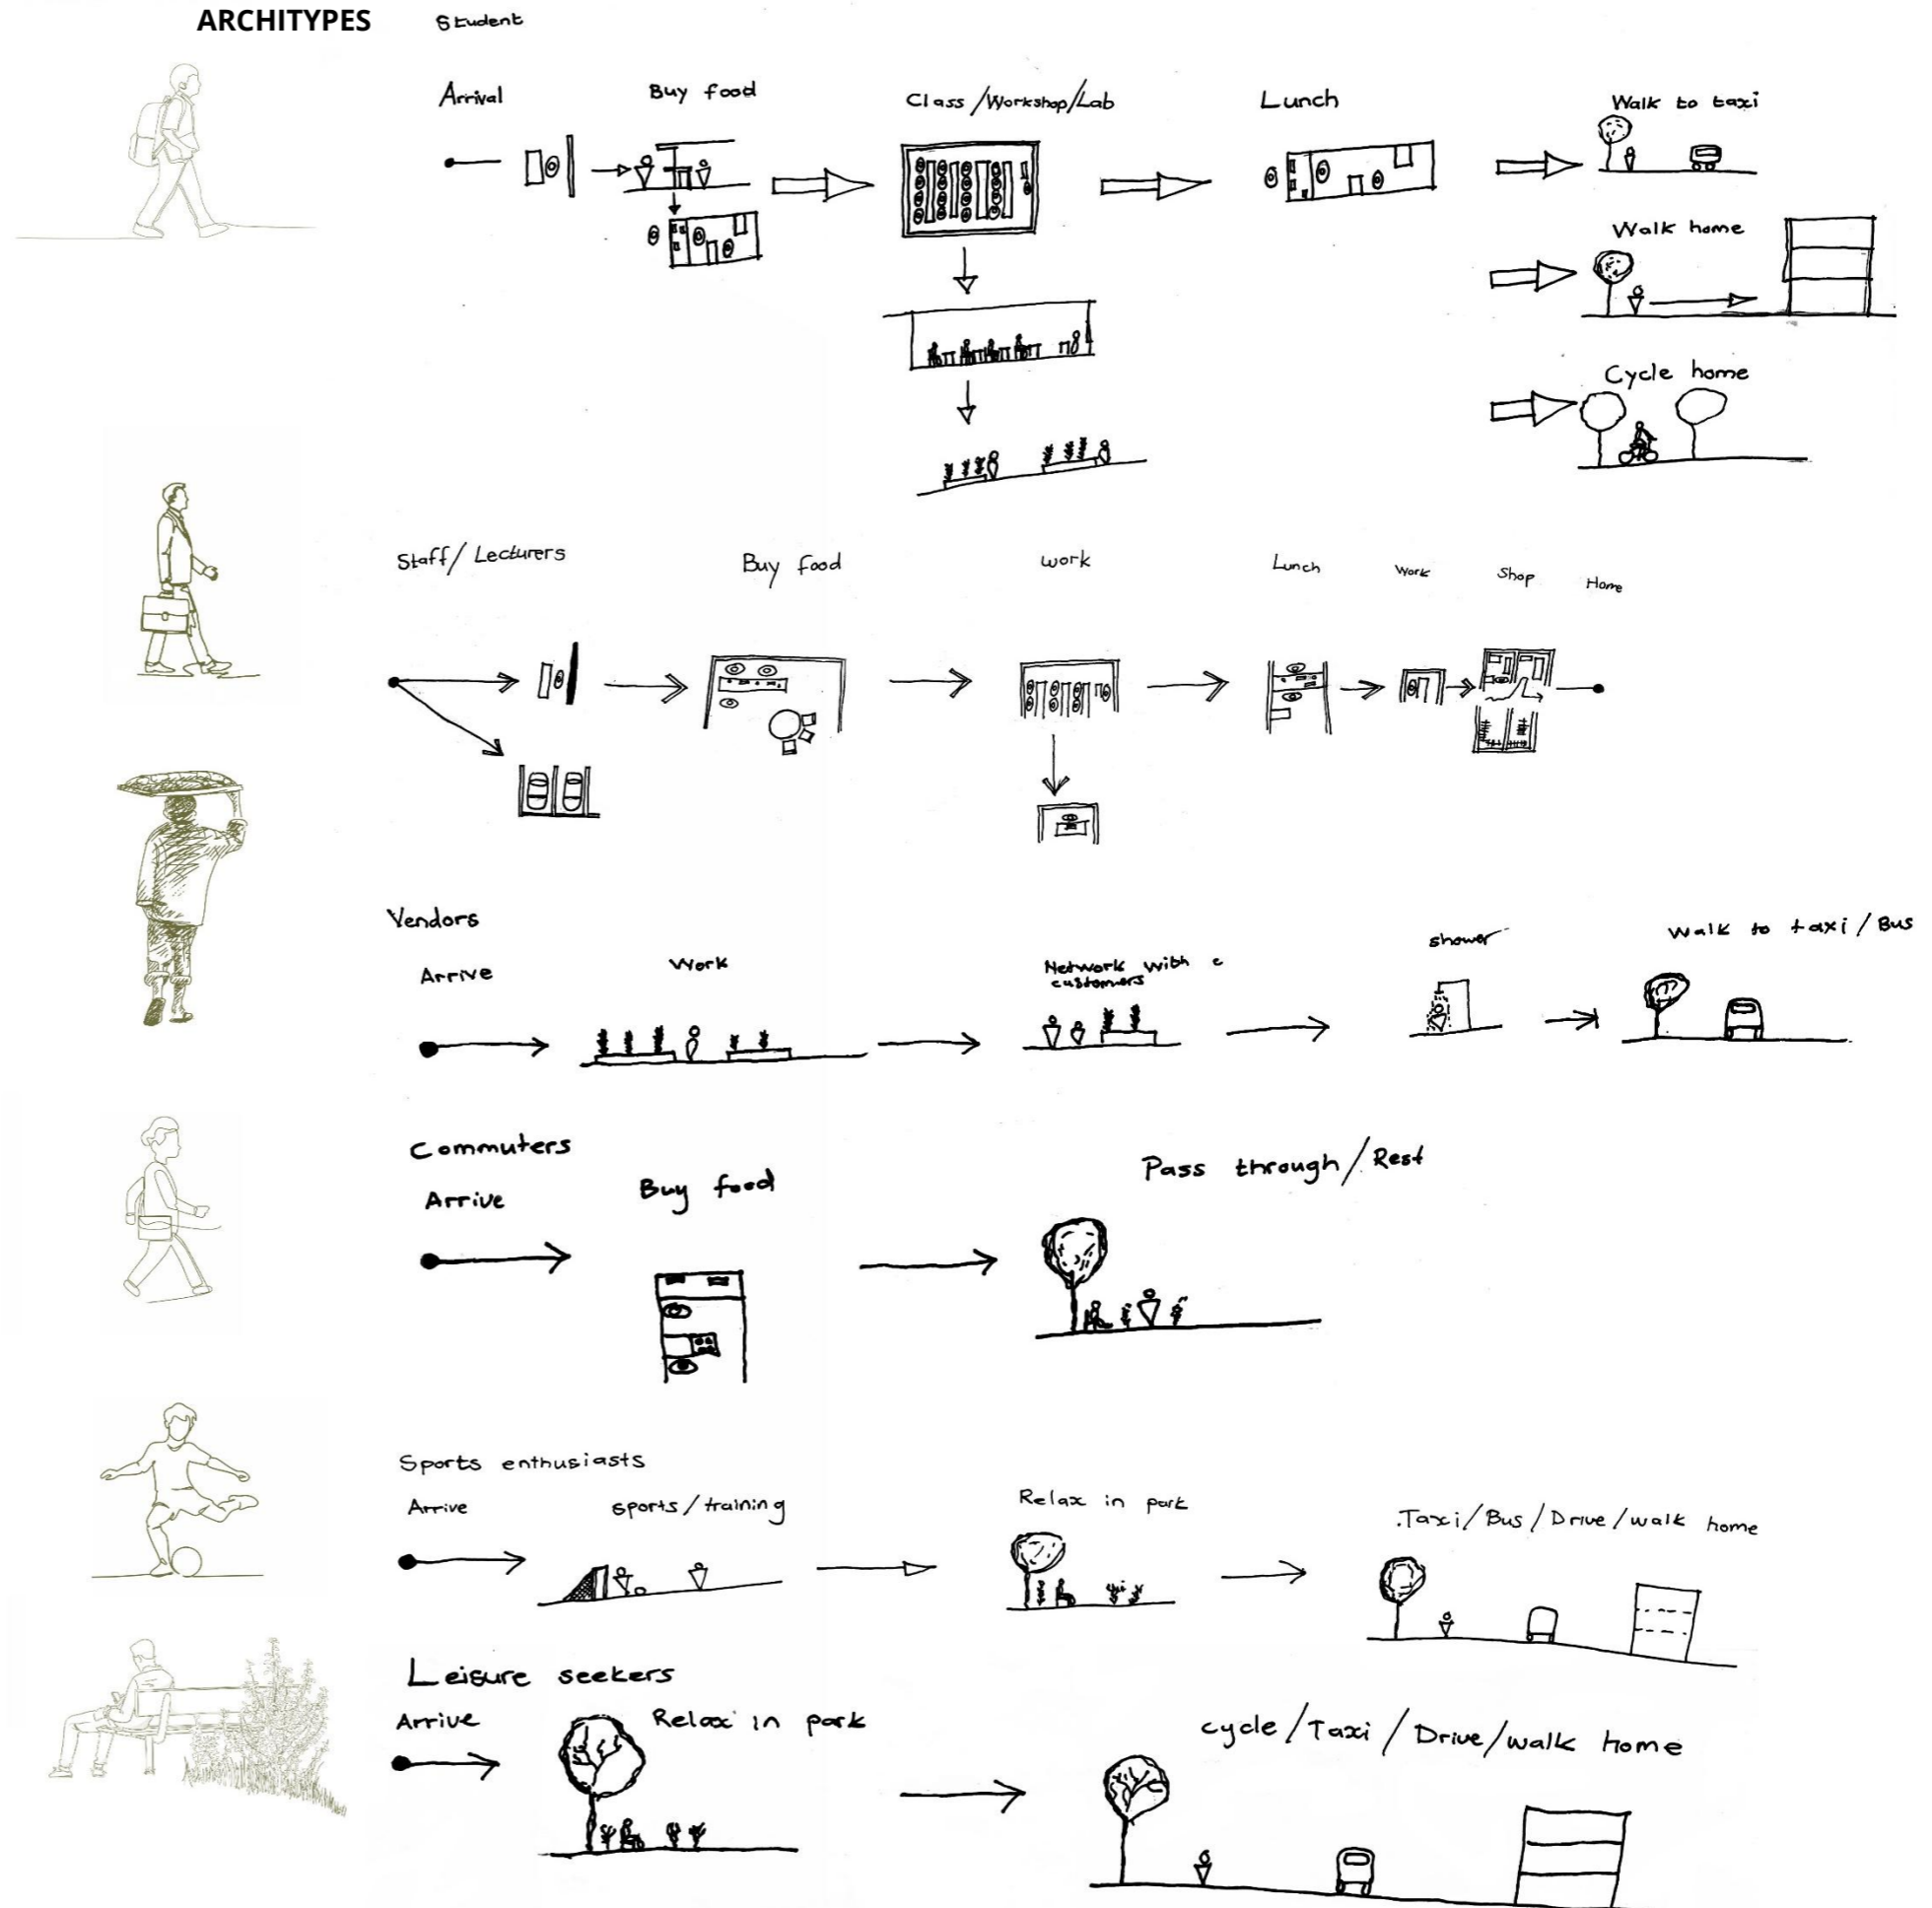 ARCHITYPES
Student
Arrival
Buy food
Class/Workshop/Lab
Lunch
Walk to taxi
Walk home
Cycle home
Staff/Lecturers
Buy food
work
Lunch
Work
Shop
Home
Vendors
Arrive
Work
Network with
customers
shower
Walk to taxi/Bus
Commuters
Arrive
Buy food
Pass through/Rest
Sports enthusiasts
Arrive
sports/training
Relax in park
.Taxi/Bus/Drive/walk home
Leisure seekers
Arrive
Relax in park
cycle/Taxi/Drive/walk home